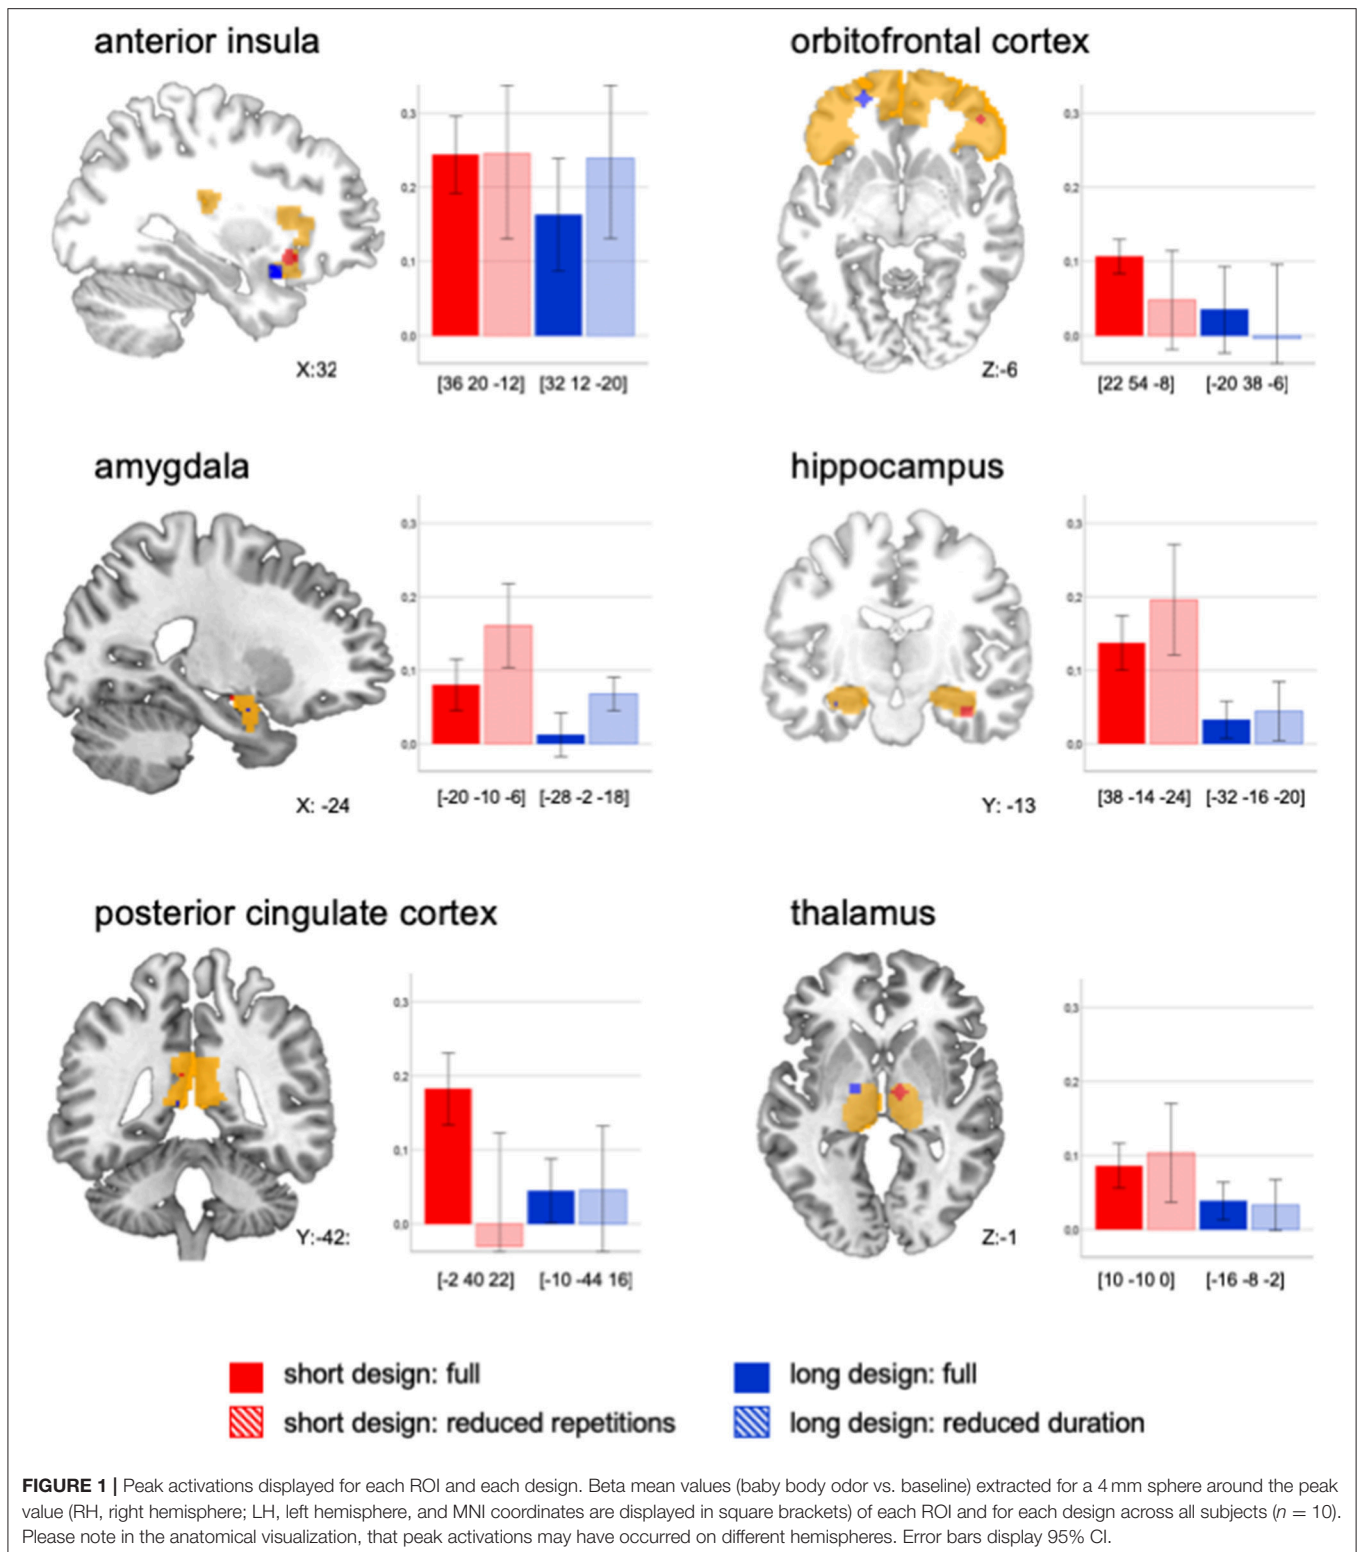 anterior insula
0.3
0.2
0.1
0.0
X:32
[36 20 -12] [32 12 -20]
orbitofrontal cortex
0.3
0.2
0.1
0.0
Z:-6
[22 54 -8] [-20 38 -6]
amygdala
0.3
0.2
0.1
0.0
X: -24
[-20 -10 -6] [-28 -2 -18]
hippocampus
0.3
0.2
0.1
0.0
Y: -13
[38 -14 -24] [-32 -16 -20]
posterior cingulate cortex
0.3
0.2
0.1
0.0
Y:-42:
[-2 40 22] [-10 -44 16]
thalamus
0.3
0.2
0.1
0.0
Z:-1
[10 -10 0] [-16 -8 -2]
short design: full
long design: full
short design: reduced repetitions
long design: reduced duration
FIGURE 1 | Peak activations displayed for each ROI and each design. Beta mean values (baby body odor vs. baseline) extracted for a 4 mm sphere around the peak
value (RH, right hemisphere; LH, left hemisphere, and MNI coordinates are displayed in square brackets) of each ROI and for each design across all subjects (n = 10).
Please note in the anatomical visualization, that peak activations may have occurred on different hemispheres. Error bars display 95% CI.